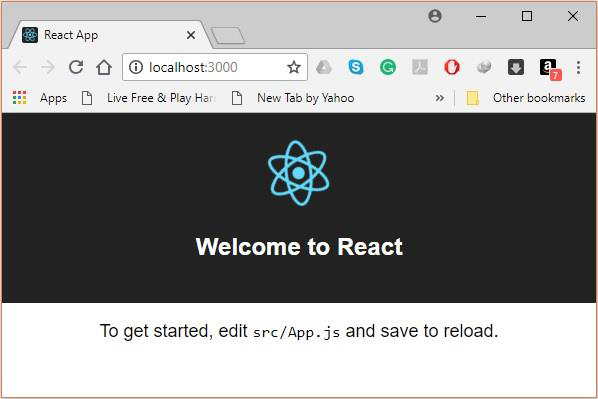 React App
localhost:3000
7
Apps Live Free & Play Har New Tab by Yahoo » Other bookmarks
Welcome to React
To get started, edit src/App.js and save to reload.